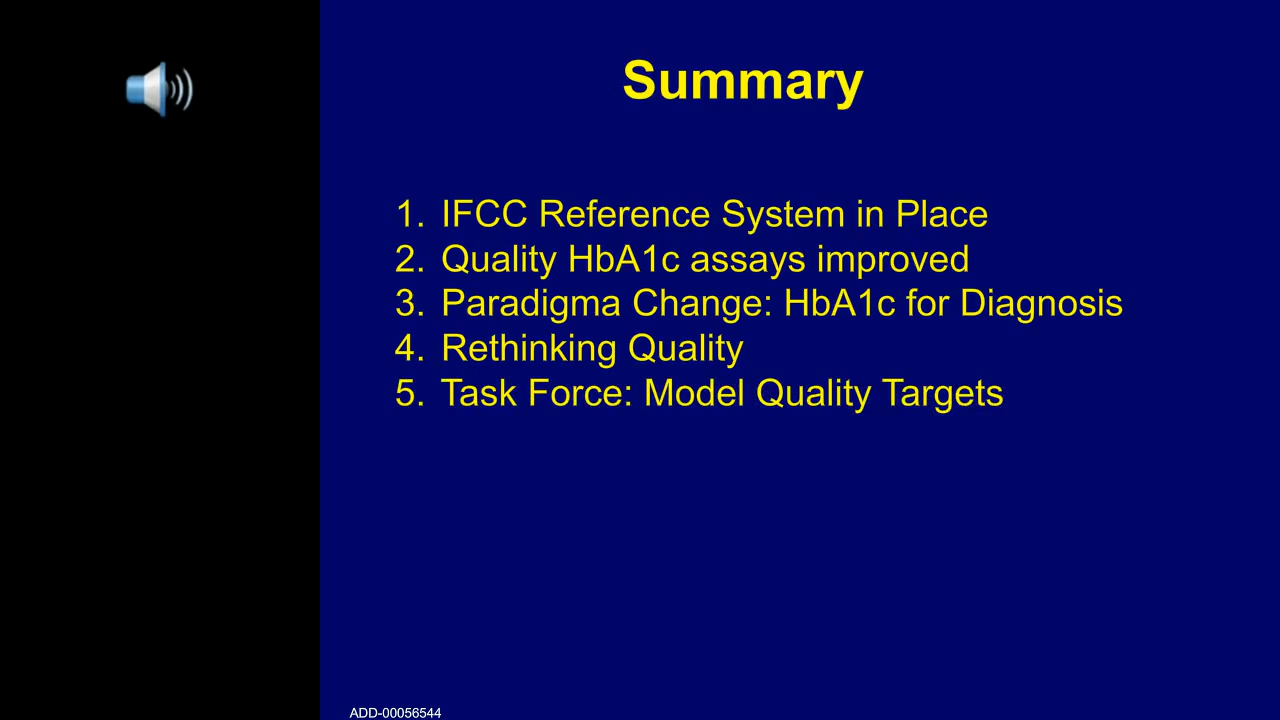 Summary
1. IFCC Reference System in Place
2. Quality HbA1c assays improved
3. Paradigma Change: HbA1c for Diagnosis
4. Rethinking Quality
5. Task Force: Model Quality Targets
ADD-00056544